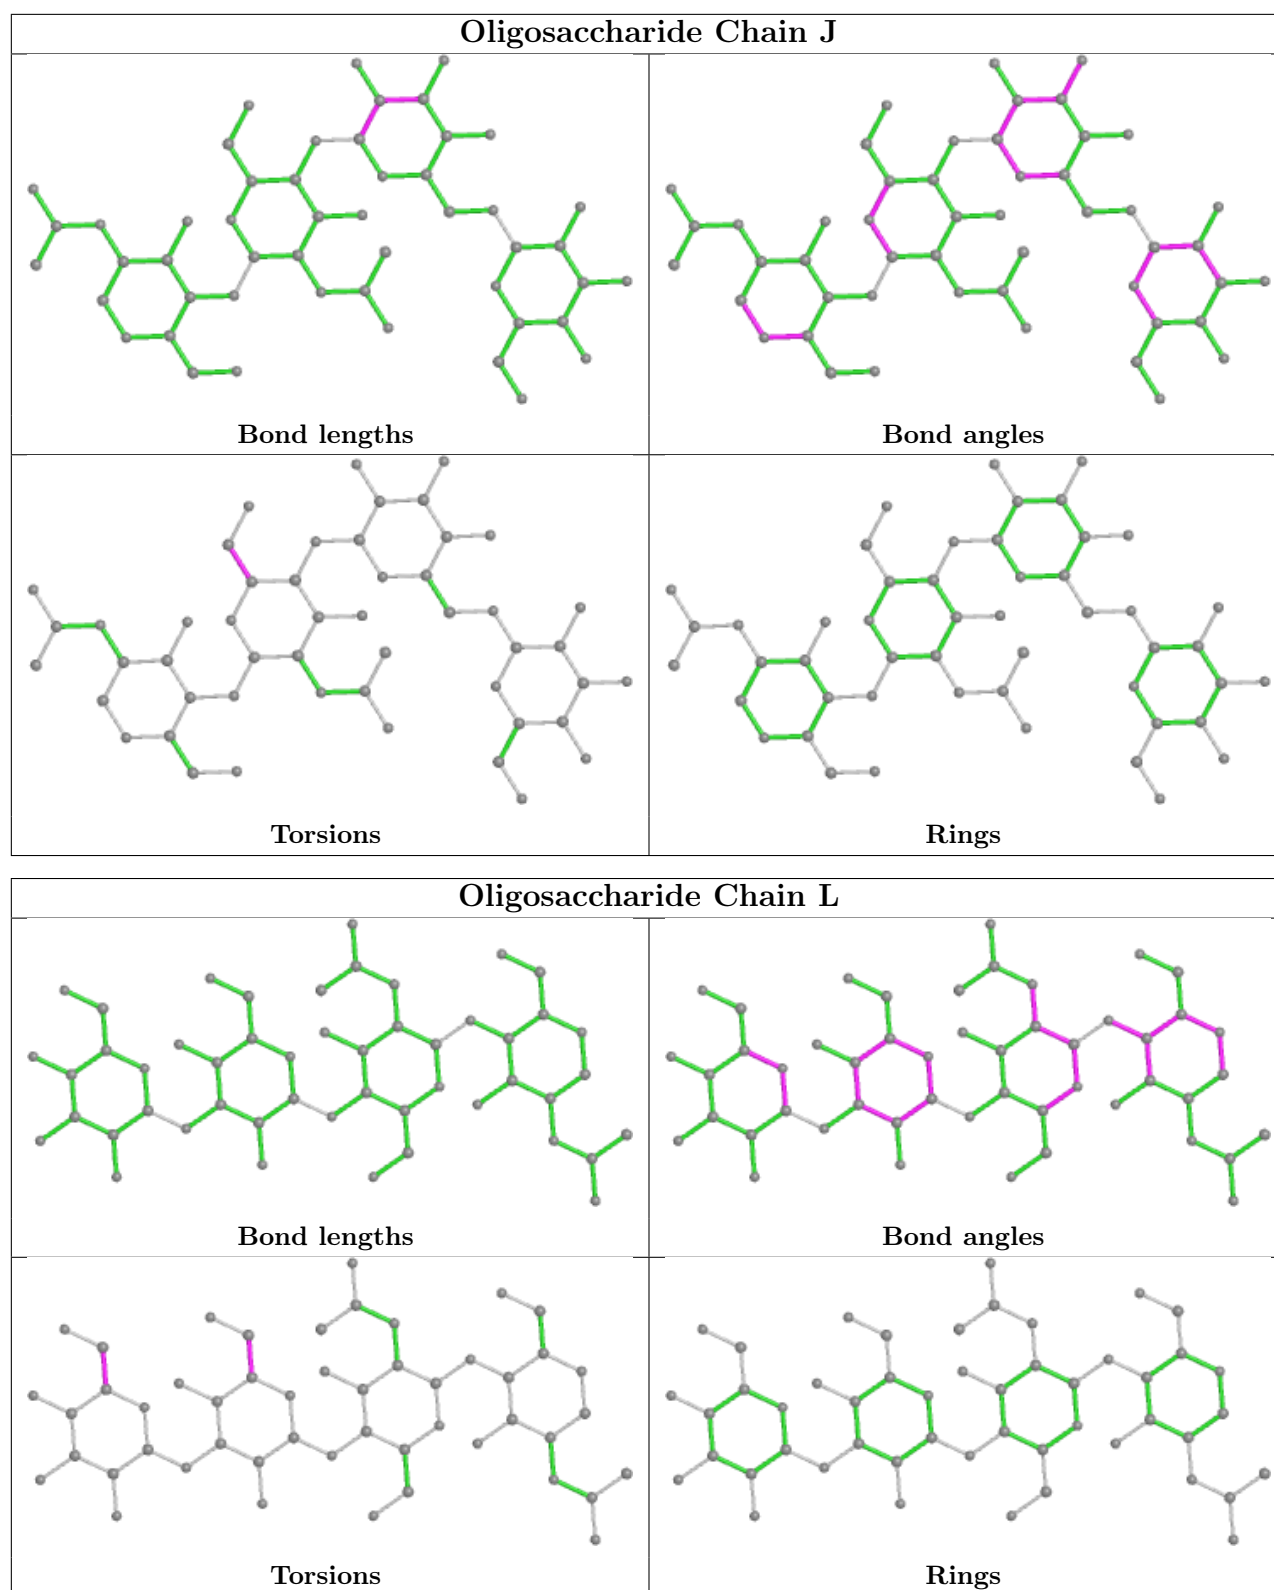 Oligosaccharide Chain J
Bond lengths
Bond angles
Torsions
Rings
Oligosaccharide Chain L
Bond lengths
Bond angles
Torsions
Rings